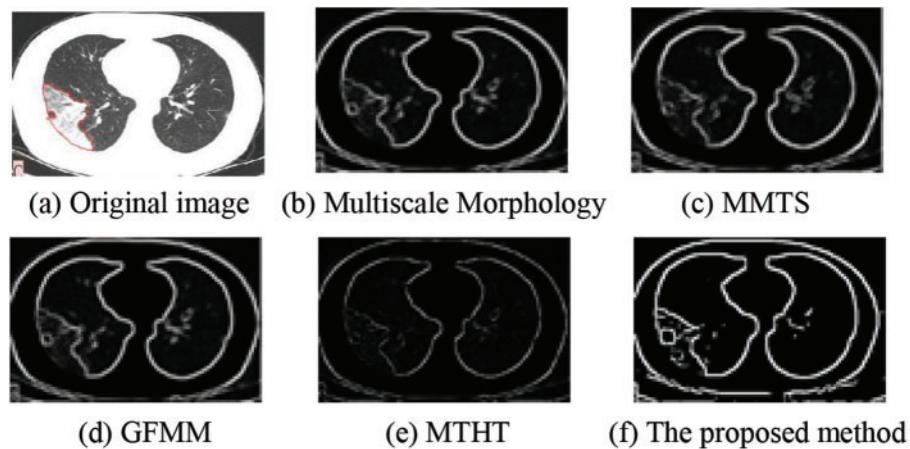 (a) Original image
(b) Multiscale Morphology
(c) MMTS
(d) GFMM
(e) MTHT
(f) The proposed method